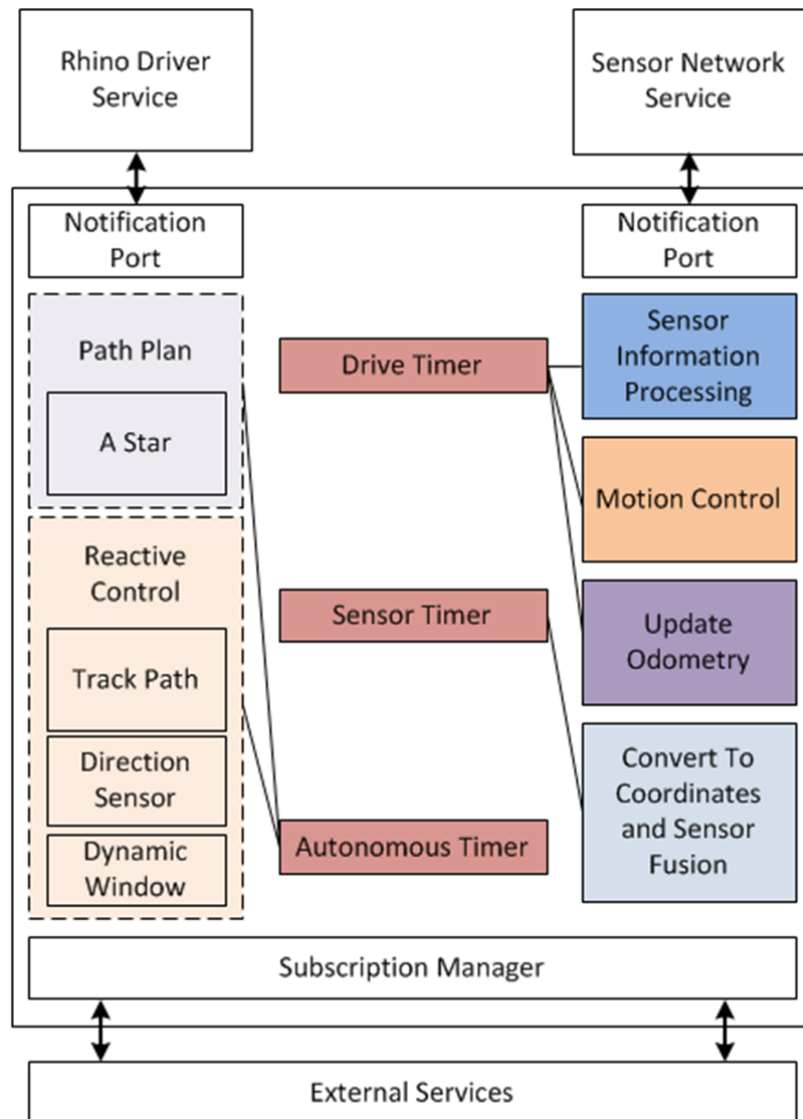 Rhino Driver
Service
Sensor Network
Service
Notification
Port
Notification
Port
Path Plan
A Star
Reactive
Control
Track Path
Direction
Sensor
Dynamic
Window
Drive Timer
Sensor Timer
Autonomous Timer
Sensor
Information
Processing
Motion Control
Update
Odometry
Convert To
Coordinates
and Sensor
Fusion
Subscription Manager
External Services